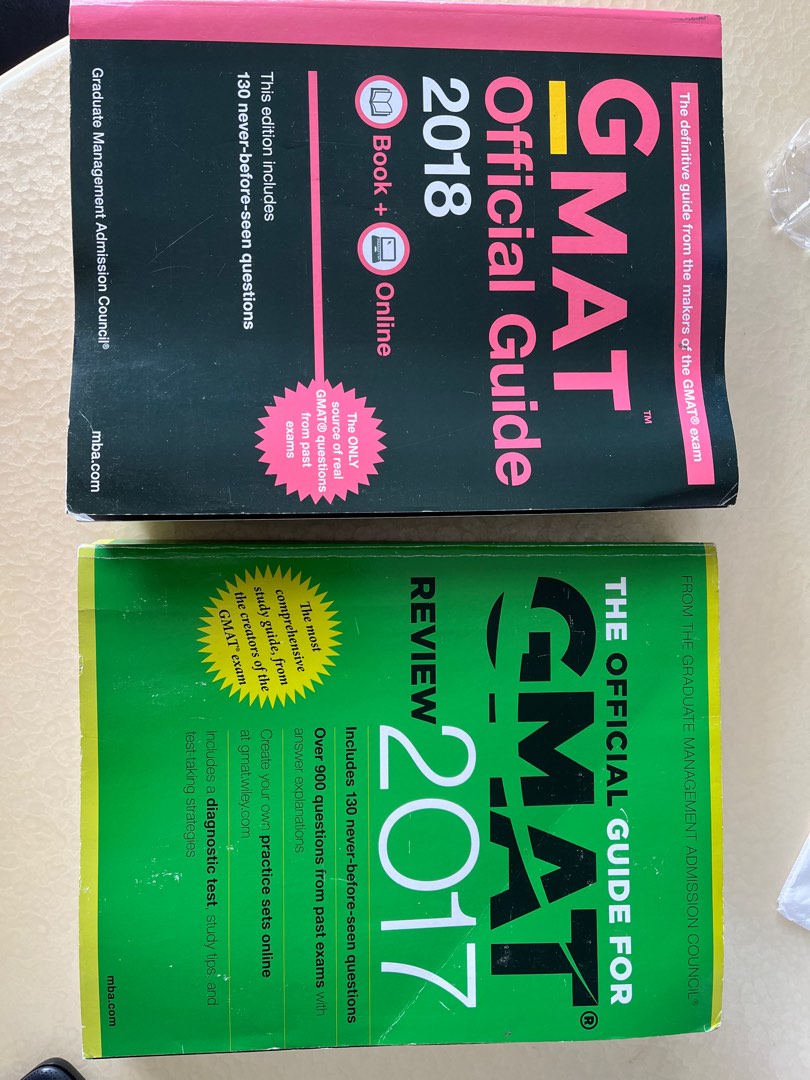 The definitive guide from the makers of the GMAT® exam
GMAT™
Official Guide
2018
Book + Online
This edition includes
130 never-before-seen questions
The ONLY
source of real
GMAT® questions
from past
exams
Graduate Management Admission Council®
mba.com
FROM THE GRADUATE MANAGEMENT ADMISSION COUNCIL®
THE OFFICIAL GUIDE FOR
GMAT®
REVIEW 2017
Includes 130 never-before-seen questions
Over 900 questions from past exams with
answer explanations
Create your own practice sets online
at gmat.wiley.com
Includes a diagnostic test, study tips, and
test-taking strategies
The most
comprehensive
study guide, from
the creators of the
GMAT® exam
mba.com